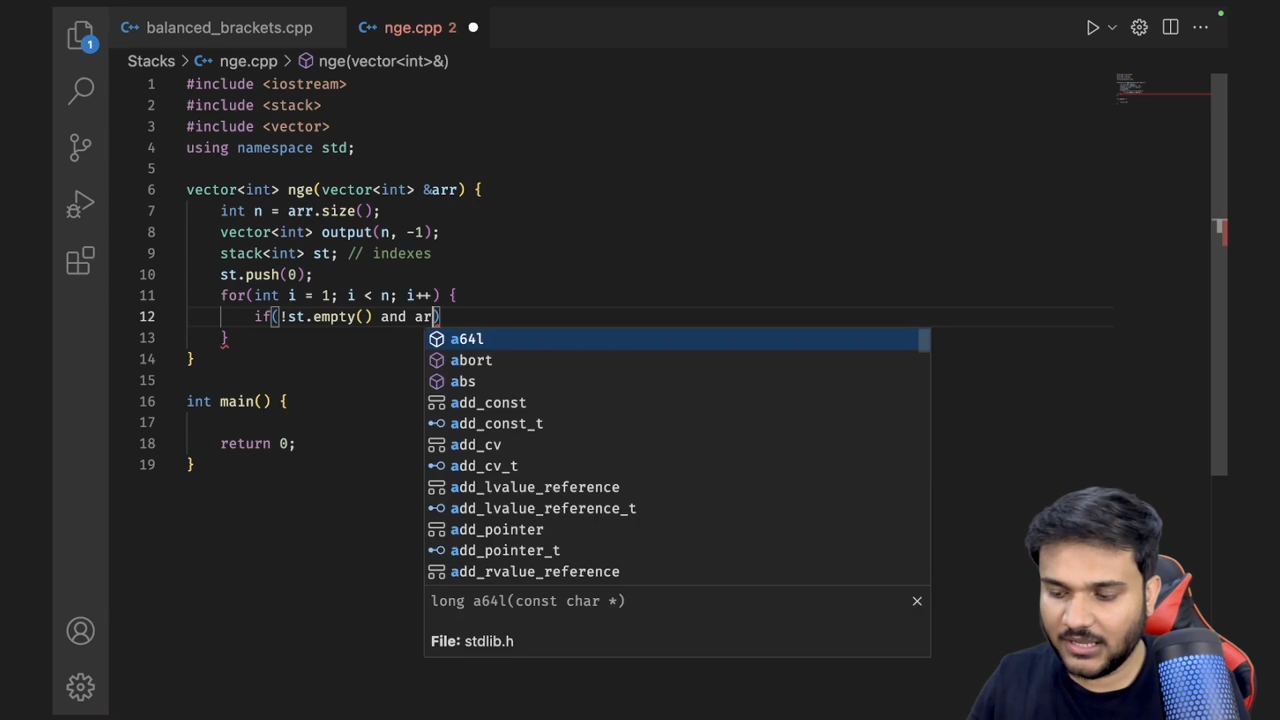 balanced_brackets.cpp
nge.cpp 2
1
Stacks > nge.cpp > nge(vector<int>&)
1 #include <iostream>
2 #include <stack>
3 #include <vector>
4 using namespace std;
5
6 vector<int> nge(vector<int> &arr) {
7 int n = arr.size();
8 vector<int> output(n, -1);
9 stack<int> st; // indexes
10 st.push(0);
11 for(int i = 1; i < n; i++) {
12 if(!st.empty() and ar)
13 }
14 }
15
16 int main() {
17
18 return 0;
19 }
a64l
abort
abs
add_const
add_const_t
add_cv
add_cv_t
add_lvalue_reference
add_lvalue_reference_t
add_pointer
add_pointer_t
add_rvalue_reference
long a64l(const char *)
File: stdlib.h